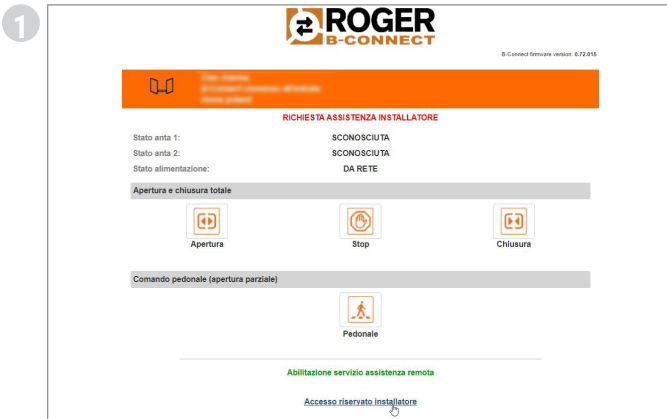 1
ROGER
B-CONNECT
B-Connect firmware version: 0.72.015
RICHIESTA ASSISTENZA INSTALLATORE
Stato anta 1: SCONOSCIUTA
Stato anta 2: SCONOSCIUTA
Stato alimentazione: DA RETE
Apertura e chiusura totale
Apertura Stop Chiusura
Comando pedonale (apertura parziale)
Pedonale
Abilitazione servizio assistenza remota
Accesso riservato installatore